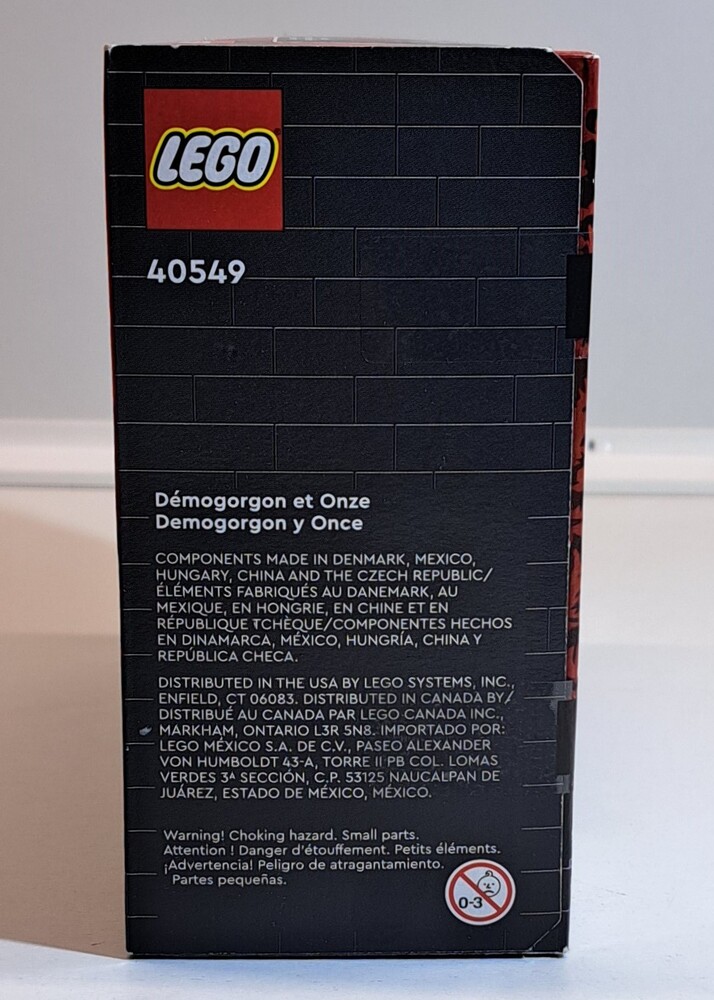 LEGO
40549
Démogorgon et Onze
Demogorgon y Once
COMPONENTS MADE IN DENMARK, MEXICO,
HUNGARY, CHINA AND THE CZECH REPUBLIC/
ÉLÉMENTS FABRIQUÉS AU DANEMARK, AU
MEXIQUE, EN HONGRIE, EN CHINE ET EN
RÉPUBLIQUE TCHÈQUE/COMPONENTES HECHOS
EN DINAMARCA, MÉXICO, HUNGRÍA, CHINA Y
REPÚBLICA CHECA.
DISTRIBUTED IN THE USA BY LEGO SYSTEMS, INC.,
ENFIELD, CT 06083. DISTRIBUTED IN CANADA BY/
DISTRIBUÉ AU CANADA PAR LEGO CANADA INC.,
MARKHAM, ONTARIO L3R 5N8. IMPORTADO POR:
LEGO MÉXICO S.A. DE C.V., PASEO ALEXANDER
VON HUMBOLDT 43-A, TORRE II PB COL. LOMAS
VERDES 3ᴬ SECCIÓN, C.P. 53125 NAUCALPAN DE
JUÁREZ, ESTADO DE MÉXICO, MÉXICO.
Warning! Choking hazard. Small parts.
Attention ! Danger d'étouffement. Petits éléments.
¡Advertencia! Peligro de atragantamiento.
Partes pequeñas.
0-3